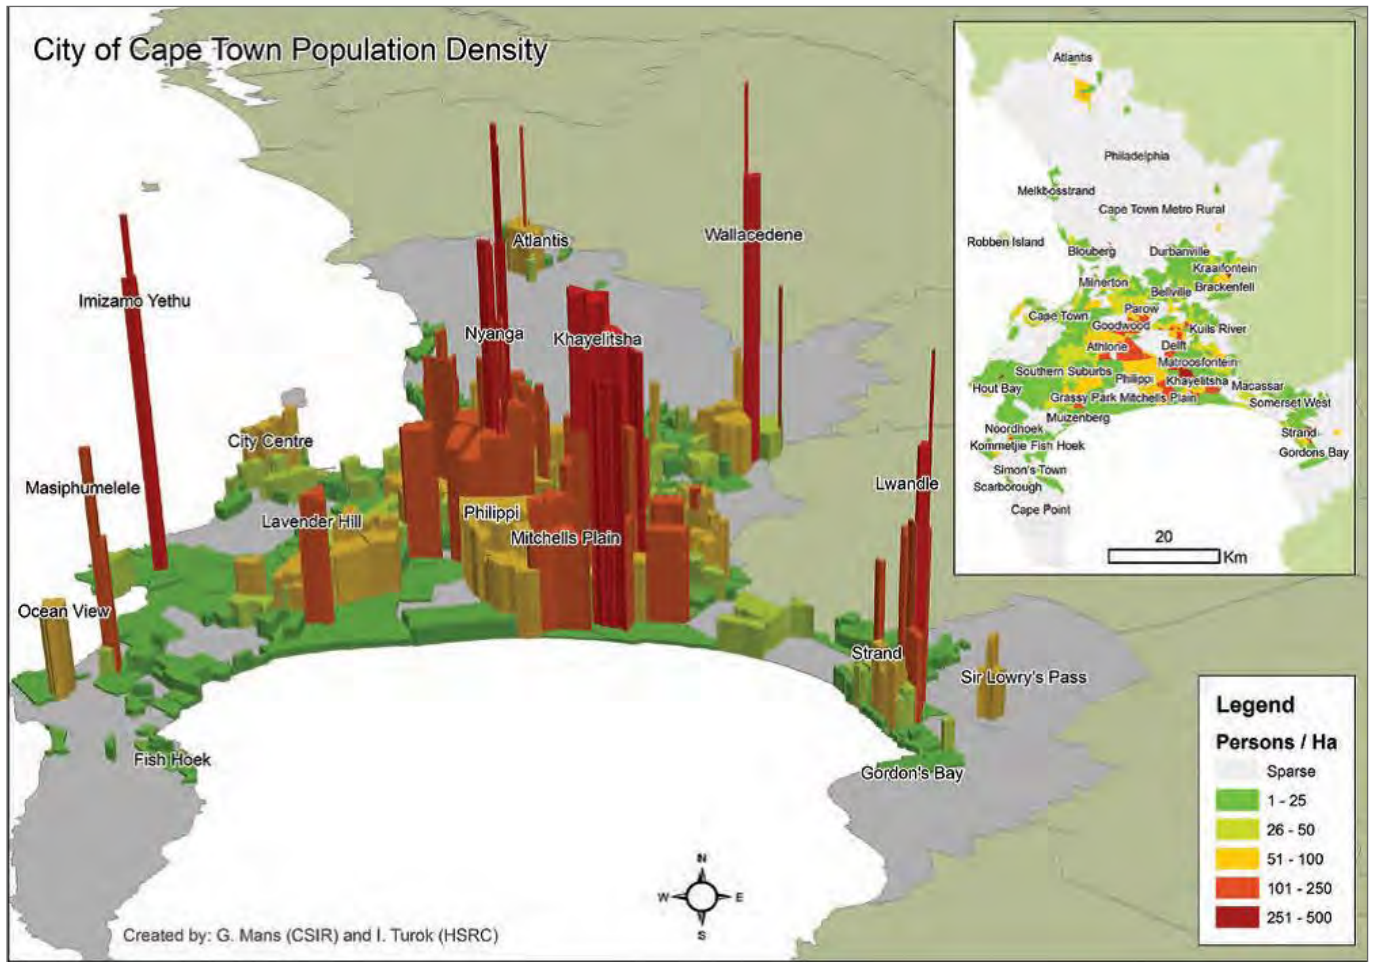 City of Cape Town Population Density
Atlantis
Wallacedene
Imizamo Yethu
Nyanga
Khayelitsha
City Centre
Masiphumelele
Lwandle
Lavender Hill
Philippi
Mitchells Plain
Ocean View
Strand
Sir Lowry's Pass
Fish Hoek
Gordon's Bay
N
W
E
S
Created by: G. Mans (CSIR) and I. Turok (HSRC)
Atlantis
Philadelphia
Melkbosstrand
Cape Town Metro Rural
Robben Island
Blouberg
Durbanville
Kraaifontein
Milnerton
Bellville
Brackenfell
Parow
Cape Town
Goodwood
Kuils River
Athlone
Delft
Matroosfontein
Southern Suburbs
Philippi
Khayelitsha
Macassar
Hout Bay
Grassy Park
Mitchells Plain
Somerset West
Muizenberg
Noordhoek
Strand
Kommetjie
Fish Hoek
Gordons Bay
Simon's Town
Scarborough
Cape Point
20
Km
Legend
Persons / Ha
Sparse
1 - 25
26 - 50
51 - 100
101 - 250
251 - 500